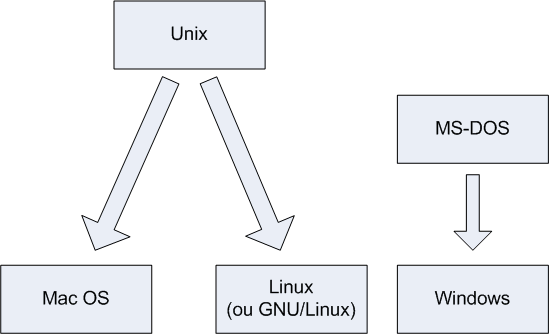 Unix
MS-DOS
Mac OS
Linux
(ou GNU/Linux)
Windows